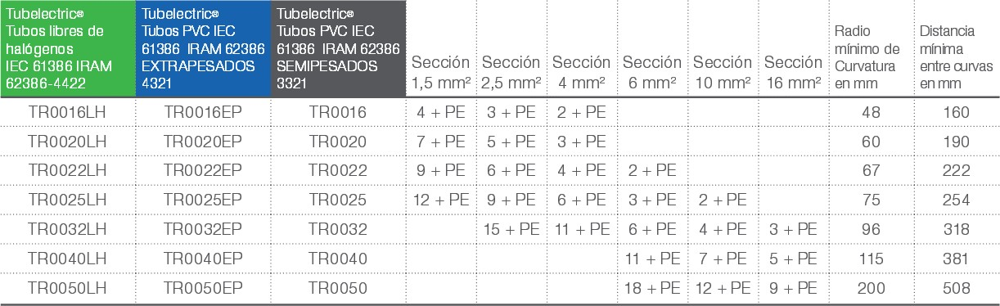 Tubelectric®
Tubos libres de
halógenos
IEC 61386 IRAM
62386-4422
Tubelectric®
Tubos PVC IEC
61386 IRAM 62386
EXTRAPESADOS
4321
Tubelectric®
Tubos PVC IEC
61386 IRAM 62386
SEMIPESADOS
3321
Sección
1,5 mm²
Sección
2,5 mm²
Sección
4 mm²
Sección
6 mm²
Sección
10 mm²
Sección
16 mm²
Radio
mínimo de
Curvatura
en mm
Distancia
mínima
entre curvas
en mm
TR0016LH TR0016EP TR0016 4 + PE 3 + PE 2 + PE 48 160
TR0020LH TR0020EP TR0020 7 + PE 5 + PE 3 + PE 60 190
TR0022LH TR0022EP TR0022 9 + PE 6 + PE 4 + PE 2 + PE 67 222
TR0025LH TR0025EP TR0025 12 + PE 9 + PE 6 + PE 3 + PE 2 + PE 75 254
TR0032LH TR0032EP TR0032 15 + PE 11 + PE 6 + PE 4 + PE 3 + PE 96 318
TR0040LH TR0040EP TR0040 11 + PE 7 + PE 5 + PE 115 381
TR0050LH TR0050EP TR0050 18 + PE 12 + PE 9 + PE 200 508